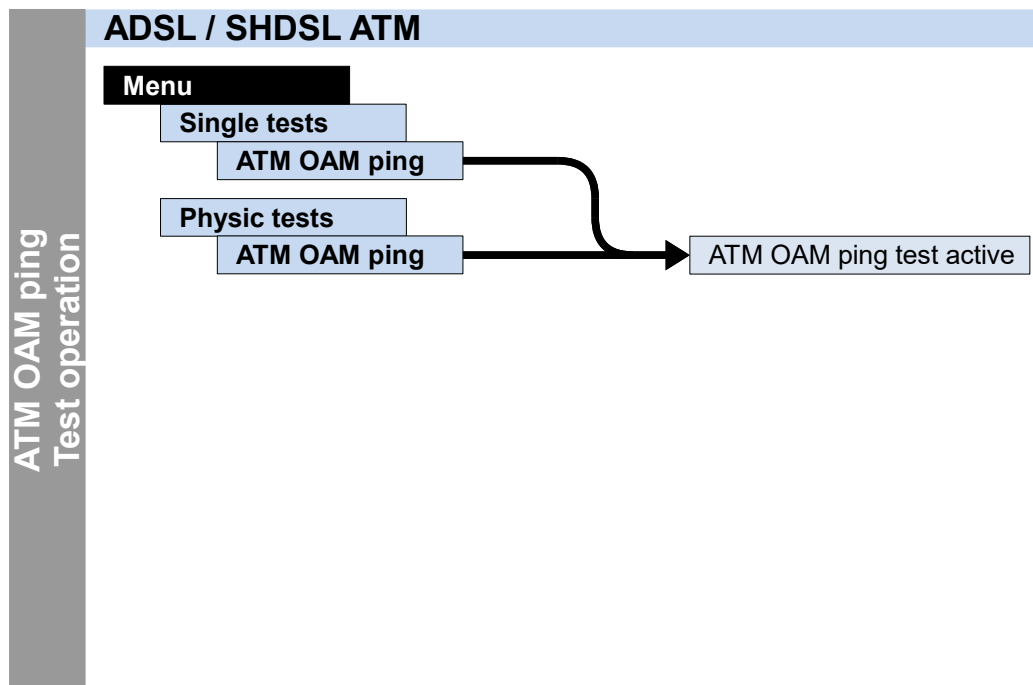 ADSL / SHDSL ATM
Menu
Single tests
ATM OAM ping
Physic tests
ATM OAM ping
ATM OAM ping test active
ATM OAM ping
Test operation